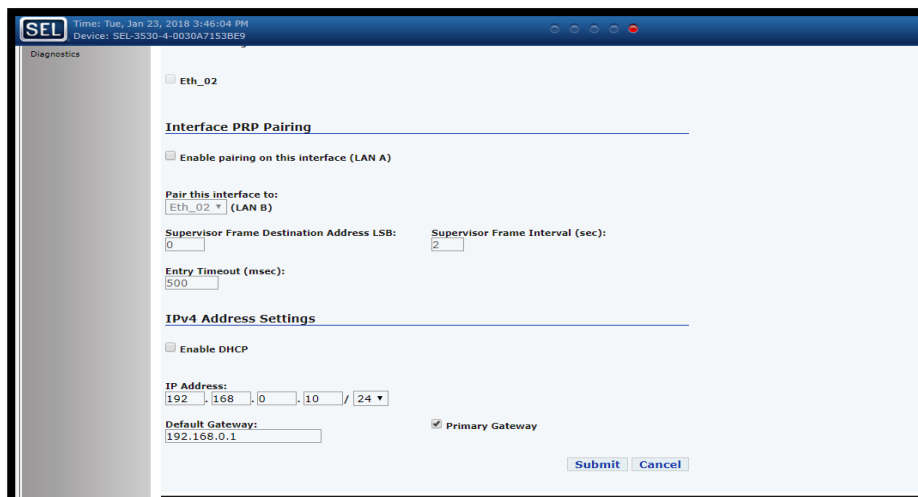 SEL
Time: Tue, Jan 23, 2018 3:46:04 PM
Device: SEL-3530-4-0030A7153BE9
Diagnostics
Eth_02
Interface PRP Pairing
Enable pairing on this interface (LAN A)
Pair this interface to:
Eth_02 (LAN B)
Supervisor Frame Destination Address LSB: Supervisor Frame Interval (sec):
0 2
Entry Timeout (msec):
500
IPv4 Address Settings
Enable DHCP
IP Address:
192 . 168 . 0 . 10 / 24
Default Gateway: Primary Gateway
192.168.0.1
Submit Cancel